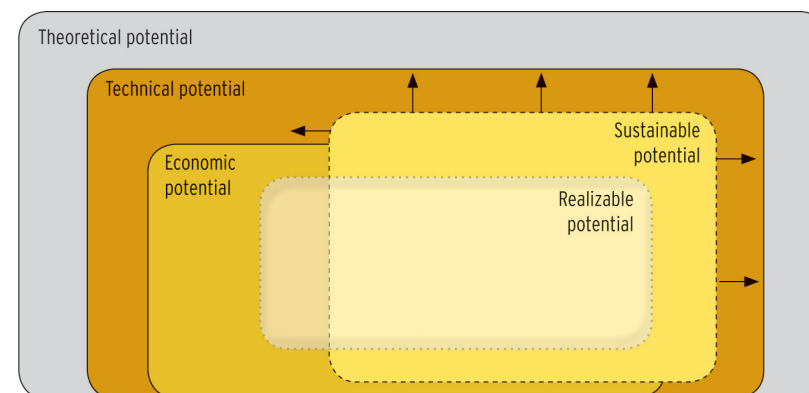 Theoretical potential
Technical potential
Sustainable
potential
Economic
potential
Realizable
potential